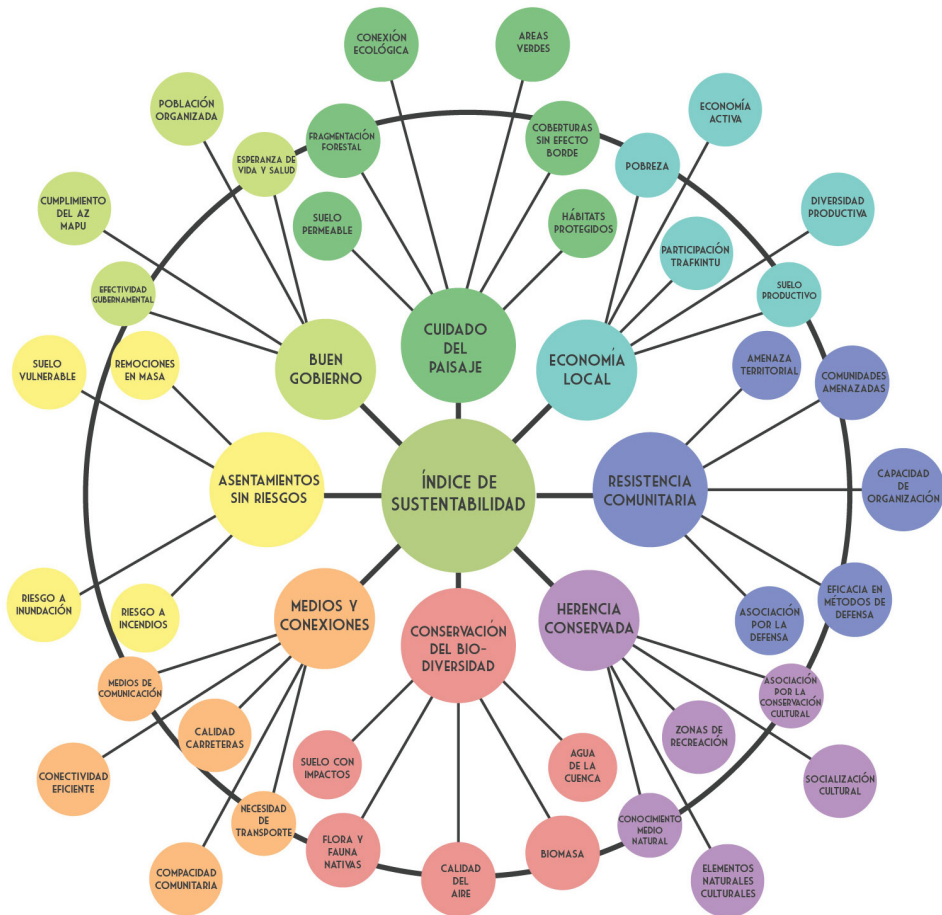 CONEXIÓN
ECOLÓGICA
AREAS
VERDES
POBLACIÓN
ORGANIZADA
ECONOMÍA
ACTIVA
FRAGMENTACIÓN
FORESTAL
COBERTURAS
SIN EFECTO
BORDE
ESPERANZA DE
VIDA Y SALUD
POBREZA
CUMPLIMIENTO
DEL AZ
MAPU
SUELO
PERMEABLE
HÁBITATS
PROTEGIDOS
DIVERSIDAD
PRODUCTIVA
PARTICIPACIÓN
TRAFKINTU
EFECTIVIDAD
GUBERNAMENTAL
SUELO
PRODUCTIVO
BUEN
GOBIERNO
CUIDADO
DEL
PAISAJE
ECONOMÍA
LOCAL
SUELO
VULNERABLE
REMOCIONES
EN MASA
AMENAZA
TERRITORIAL
COMUNIDADES
AMENAZADAS
ASENTAMIENTOS
SIN RIESGOS
ÍNDICE DE
SUSTENTABILIDAD
RESISTENCIA
COMUNITARIA
CAPACIDAD
DE
ORGANIZACIÓN
RIESGO A
INUNDACIÓN
RIESGO A
INCENDIOS
MEDIOS Y
CONEXIONES
CONSERVACIÓN
DEL BIO-
DIVERSIDAD
HERENCIA
CONSERVADA
ASOCIACIÓN
POR LA
DEFENSA
EFICACIA EN
MÉTODOS DE
DEFENSA
MEDIOS DE
COMUNICACIÓN
ASOCIACIÓN
POR LA
CONSERVACIÓN
CULTURAL
CALIDAD
CARRETERAS
SUELO CON
IMPACTOS
AGUA
DE LA
CUENCA
ZONAS DE
RECREACIÓN
CONECTIVIDAD
EFICIENTE
SOCIALIZACIÓN
CULTURAL
NECESIDAD
DE
TRANSPORTE
FLORA Y
FAUNA
NATIVAS
CALIDAD
DEL
AIRE
BIOMASA
CONOCIMIENTO
MEDIO
NATURAL
COMPACIDAD
COMUNITARIA
ELEMENTOS
NATURALES
CULTURALES